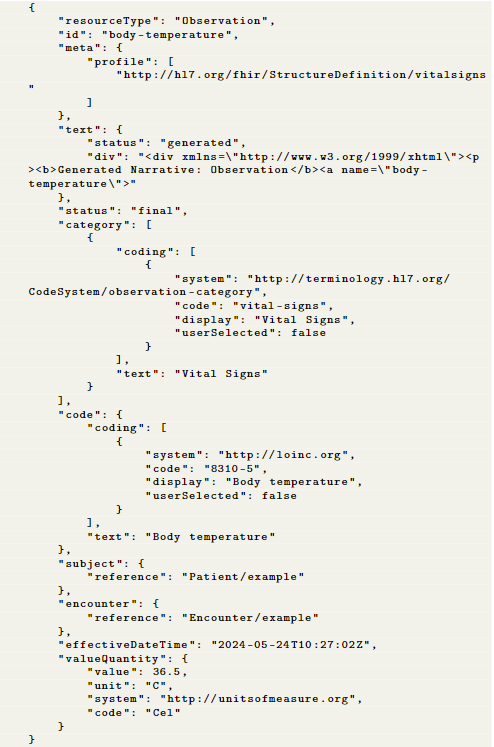 {
    "resourceType": "Observation",
    "id": "body-temperature",
    "meta": {
        "profile": [
            "http://hl7.org/fhir/StructureDefinition/vitalsigns
"
        ]
    },
    "text": {
        "status": "generated",
        "div": "<div xmlns=\"http://www.w3.org/1999/xhtml\"><p
><b>Generated Narrative: Observation</b><a name=\"body-
temperature\">"
    },
    "status": "final",
    "category": [
        {
            "coding": [
                {
                    "system": "http://terminology.hl7.org/
CodeSystem/observation-category",
                    "code": "vital-signs",
                    "display": "Vital Signs",
                    "userSelected": false
                }
            ],
            "text": "Vital Signs"
        }
    ],
    "code": {
        "coding": [
            {
                "system": "http://loinc.org",
                "code": "8310-5",
                "display": "Body temperature",
                "userSelected": false
            }
        ],
        "text": "Body temperature"
    },
    "subject": {
        "reference": "Patient/example"
    },
    "encounter": {
        "reference": "Encounter/example"
    },
    "effectiveDateTime": "2024-05-24T10:27:02Z",
    "valueQuantity": {
        "value": 36.5,
        "unit": "C",
        "system": "http://unitsofmeasure.org",
        "code": "Cel"
    }
}